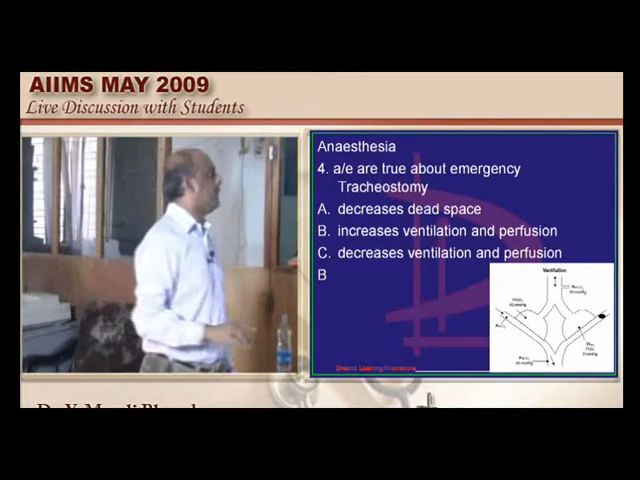 AIIMS MAY 2009
Live Discussion with Students
Anaesthesia
4. a/e are true about emergency
Tracheostomy
A. decreases dead space
B. increases ventilation and perfusion
C. decreases ventilation and perfusion
B
Ventilation